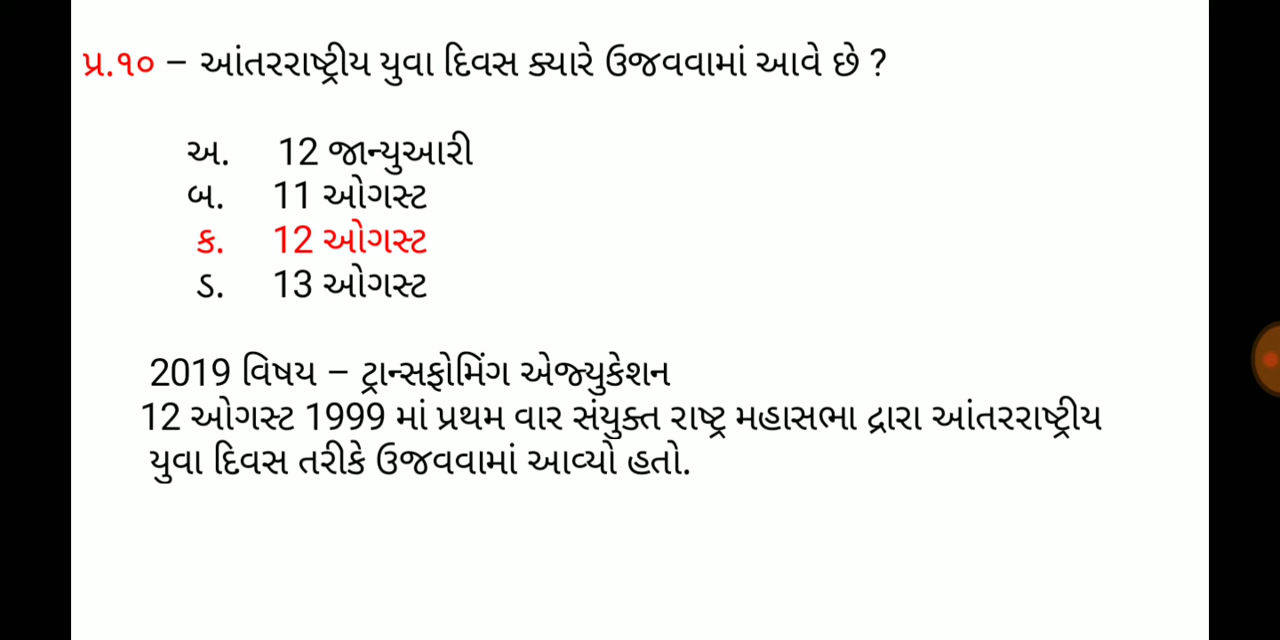 પ્ર.૧૦ – આંતરરાષ્ટ્રીય યુવા દિવસ ક્યારે ઉજવવામાં આવે છે ?
અ. 12 જાન્યુઆરી
બ. 11 ઓગસ્ટ
ક. 12 ઓગસ્ટ
ડ. 13 ઓગસ્ટ
2019 વિષય – ટ્રાન્સફોમિંગ એજ્યુકેશન
12 ઓગસ્ટ 1999 માં પ્રથમ વાર સંયુક્ત રાષ્ટ્ર મહાસભા દ્વારા આંતરરાષ્ટ્રીય
યુવા દિવસ તરીકે ઉજવવામાં આવ્યો હતો.